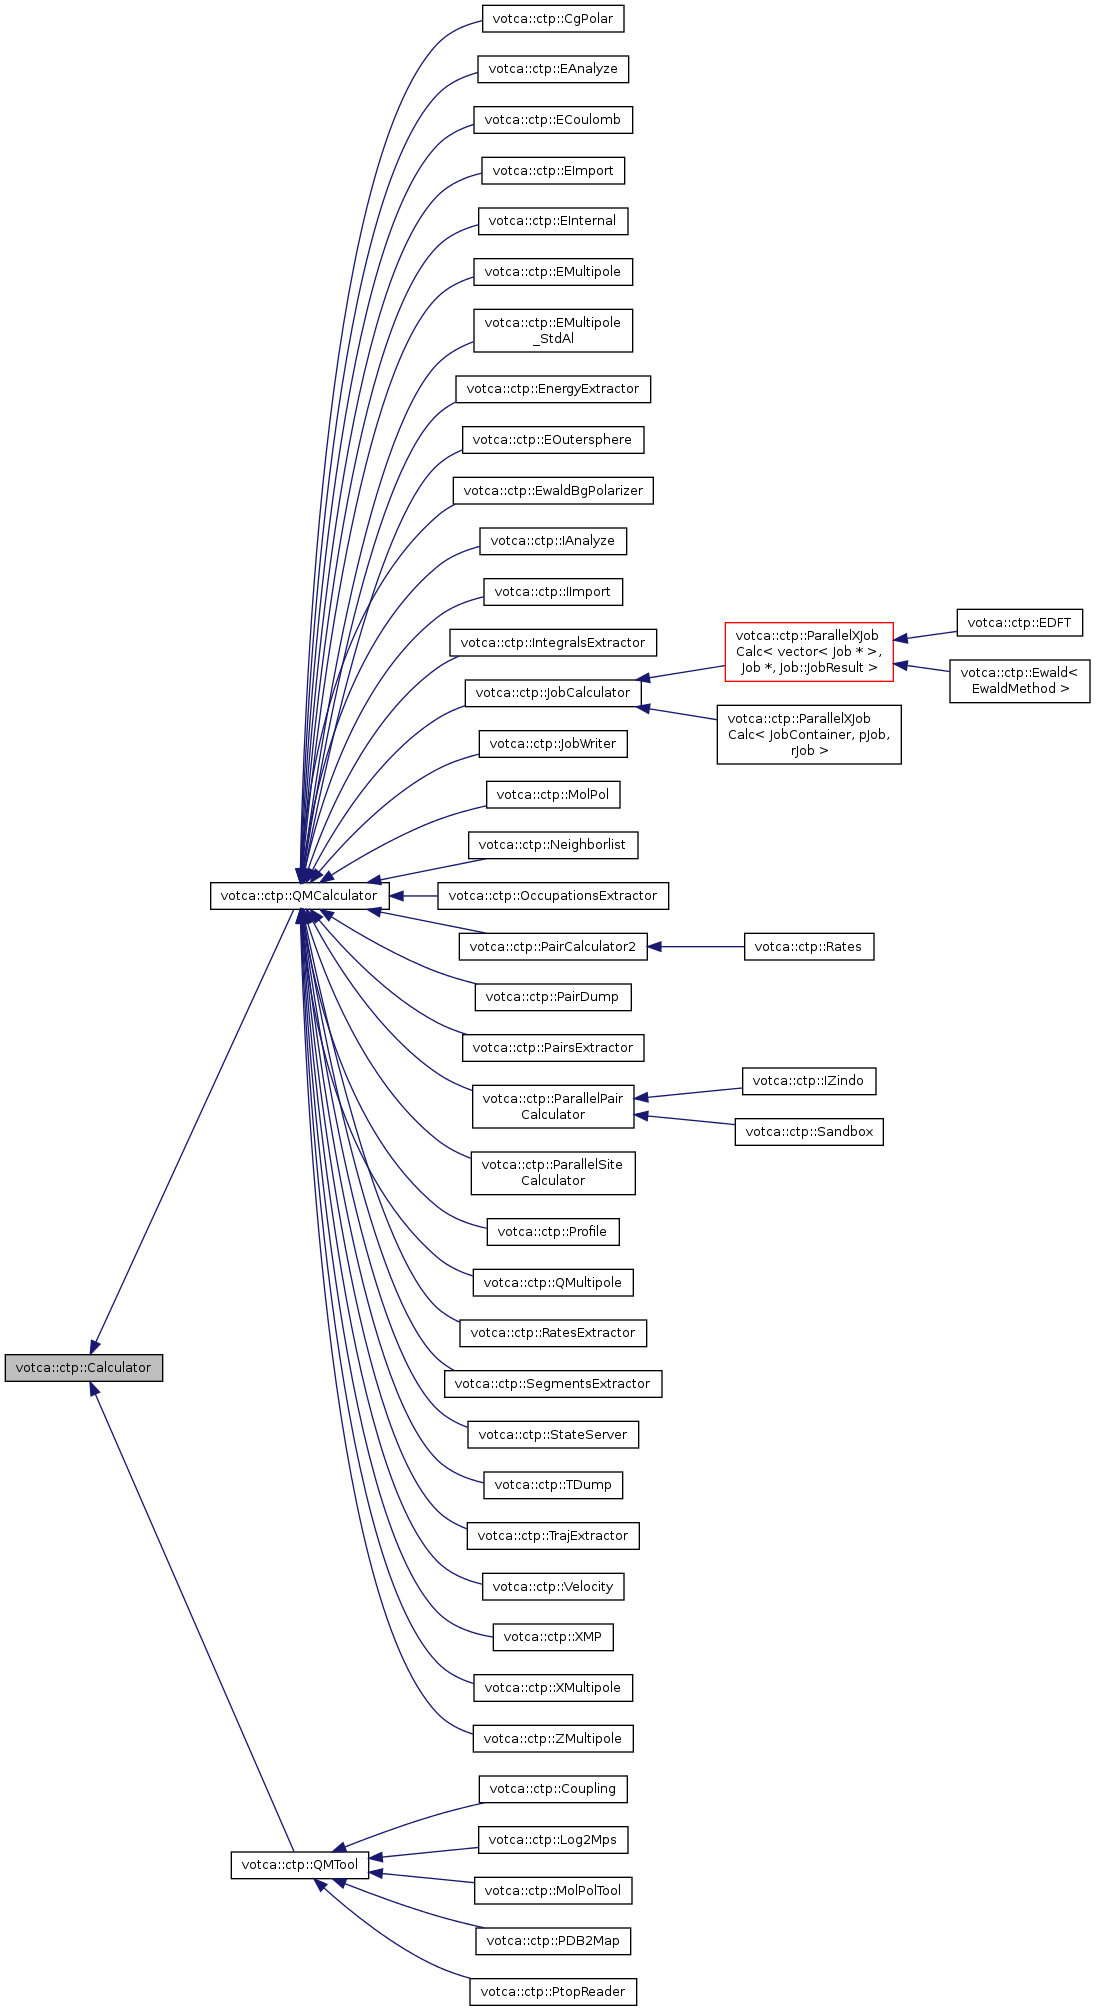 votca::ctp::CgPolar
votca::ctp::EAnalyze
votca::ctp::ECoulomb
votca::ctp::EImport
votca::ctp::EInternal
votca::ctp::EMultipole
votca::ctp::EMultipole
_StdAl
votca::ctp::EnergyExtractor
votca::ctp::EOutersphere
votca::ctp::EwaldBgPolarizer
votca::ctp::IAnalyze
votca::ctp::IImport
votca::ctp::IntegralsExtractor
votca::ctp::JobCalculator
votca::ctp::ParallelXJob
Calc< vector< Job * >,
Job *, Job::JobResult >
votca::ctp::EDFT
votca::ctp::Ewald<
EwaldMethod >
votca::ctp::ParallelXJob
Calc< JobContainer, pJob,
rJob >
votca::ctp::JobWriter
votca::ctp::MolPol
votca::ctp::Neighborlist
votca::ctp::QMCalculator
votca::ctp::OccupationsExtractor
votca::ctp::PairCalculator2
votca::ctp::Rates
votca::ctp::PairDump
votca::ctp::PairsExtractor
votca::ctp::ParallelPair
Calculator
votca::ctp::IZindo
votca::ctp::Sandbox
votca::ctp::ParallelSite
Calculator
votca::ctp::Profile
votca::ctp::QMultipole
votca::ctp::RatesExtractor
votca::ctp::Calculator
votca::ctp::SegmentsExtractor
votca::ctp::StateServer
votca::ctp::TDump
votca::ctp::TrajExtractor
votca::ctp::Velocity
votca::ctp::XMP
votca::ctp::XMultipole
votca::ctp::ZMultipole
votca::ctp::QMTool
votca::ctp::Coupling
votca::ctp::Log2Mps
votca::ctp::MolPolTool
votca::ctp::PDB2Map
votca::ctp::PtopReader